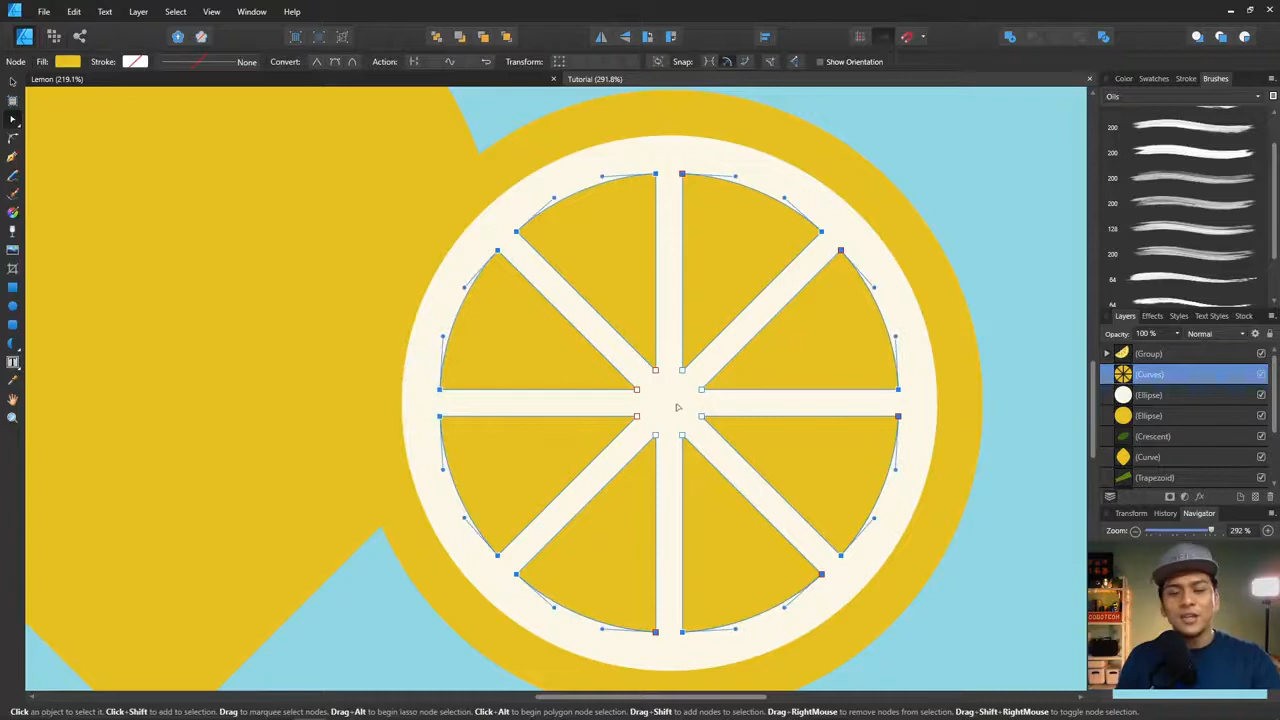 File Edit Text Layer Select View Window Help
Node Fill: Stroke: None Convert: Action: Transform: Snap: Show Orientation
Lemon (219.1%) Tutorial (291.8%)
Color Swatches Stroke Brushes
Oils
200
200
200
200
128
200
64
64
Layers Effects Styles Text Styles Stock
Opacity: 100 % Normal
(Group)
(Curves)
(Ellipse)
(Ellipse)
(Crescent)
(Curve)
(Trapezoid)
Transform History Navigator
Zoom: 292 %
Click an object to select it. Click+Shift to add to selection. Drag to marquee select nodes. Drag+Alt to begin lasso node selection. Click+Alt to begin polygon node selection. Drag+Shift to add nodes to selection. Drag+RightMouse to remove nodes from selection. Drag+Shift+RightMouse to toggle node selection.